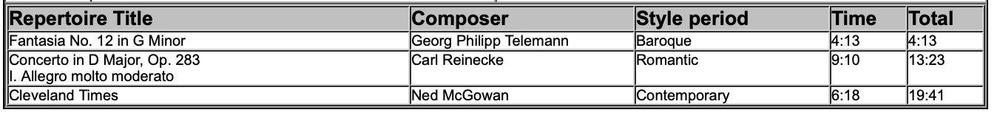 Repertoire Title Composer Style period Time Total
Fantasia No. 12 in G Minor Georg Philipp Telemann Baroque 4:13 4:13
Concerto in D Major, Op. 283 Carl Reinecke Romantic 9:10 13:23
I. Allegro molto moderato
Cleveland Times Ned McGowan Contemporary 6:18 19:41